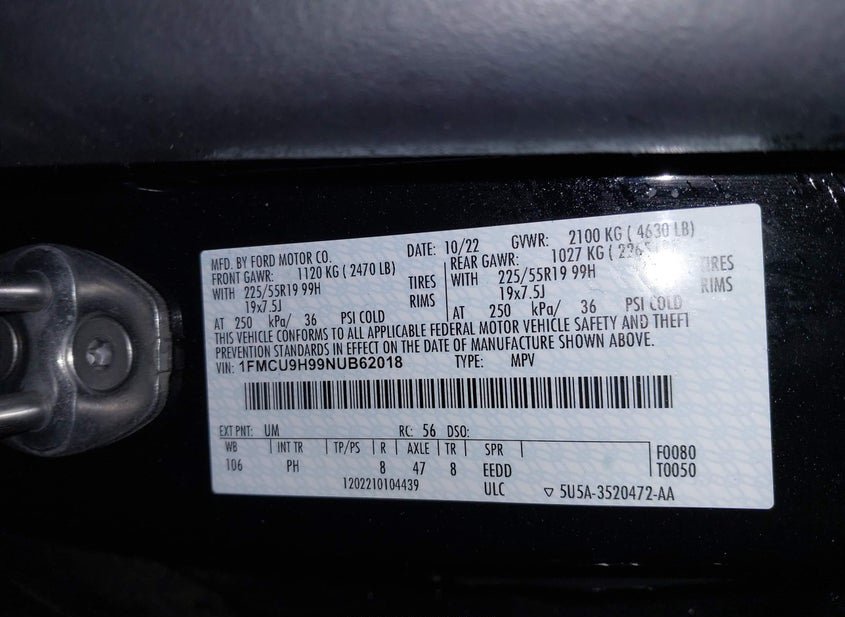 MFD. BY FORD MOTOR CO. DATE: 10/22 GVWR: 2100 KG ( 4630 LB)
FRONT GAWR: 1120 KG ( 2470 LB) REAR GAWR: 1027 KG
WITH 225/55R19 99H TIRES WITH 225/55R19 99H TIRES
19x7.5J RIMS 19x7.5J RIMS
AT 250 kPa/ 36 PSI COLD AT 250 kPa/ 36 PSI COLD
THIS VEHICLE CONFORMS TO ALL APPLICABLE FEDERAL MOTOR VEHICLE SAFETY AND THEFT
PREVENTION STANDARDS IN EFFECT ON THE DATE OF MANUFACTURE SHOWN ABOVE.
VIN: 1FMCU9H99NUB62018 TYPE: MPV
EXT PNT: UM RC: 56 DSO:
WB INT TR TP/PS R AXLE TR SPR F0080
106 PH 8 47 8 EEDD T0050
1202210104439 ULC ▽ 5U5A-3520472-AA